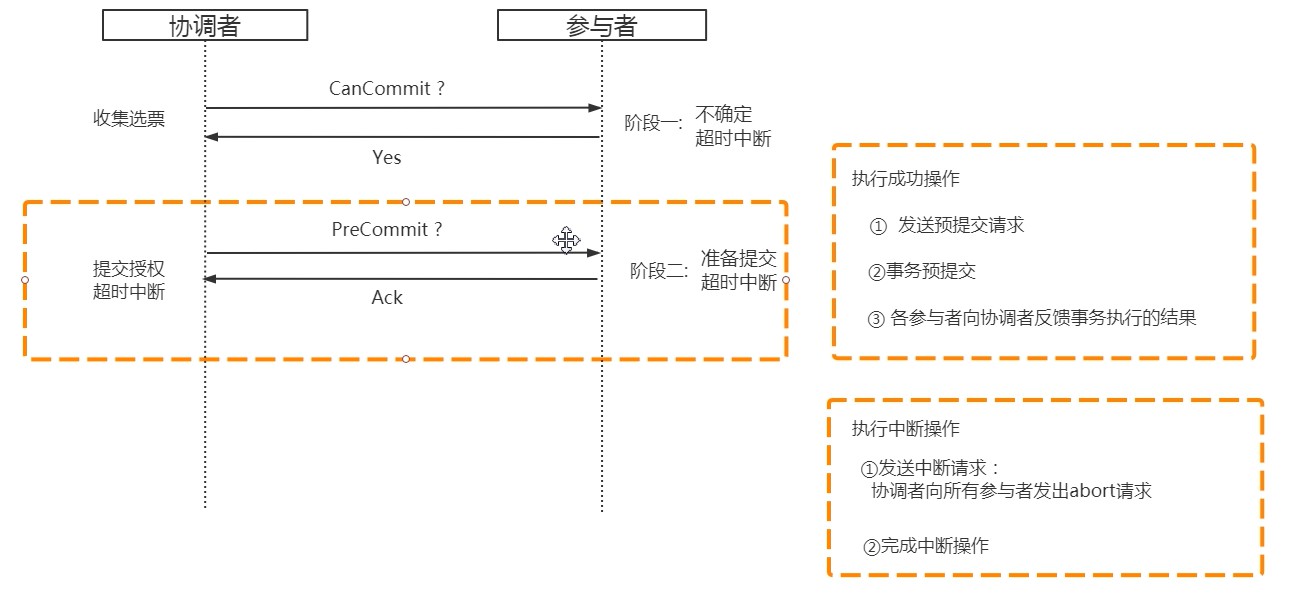 协调者
参与者
CanCommit？
收集选票
阶段一:
不确定
超时中断
Yes
PreCommit？
提交授权
超时中断
阶段二:
准备提交
超时中断
Ack
执行成功操作
① 发送预提交请求
②事务预提交
③ 各参与者向协调者反馈事务执行的结果
执行中断操作
①发送中断请求：
协调者向所有参与者发出abort请求
②完成中断操作